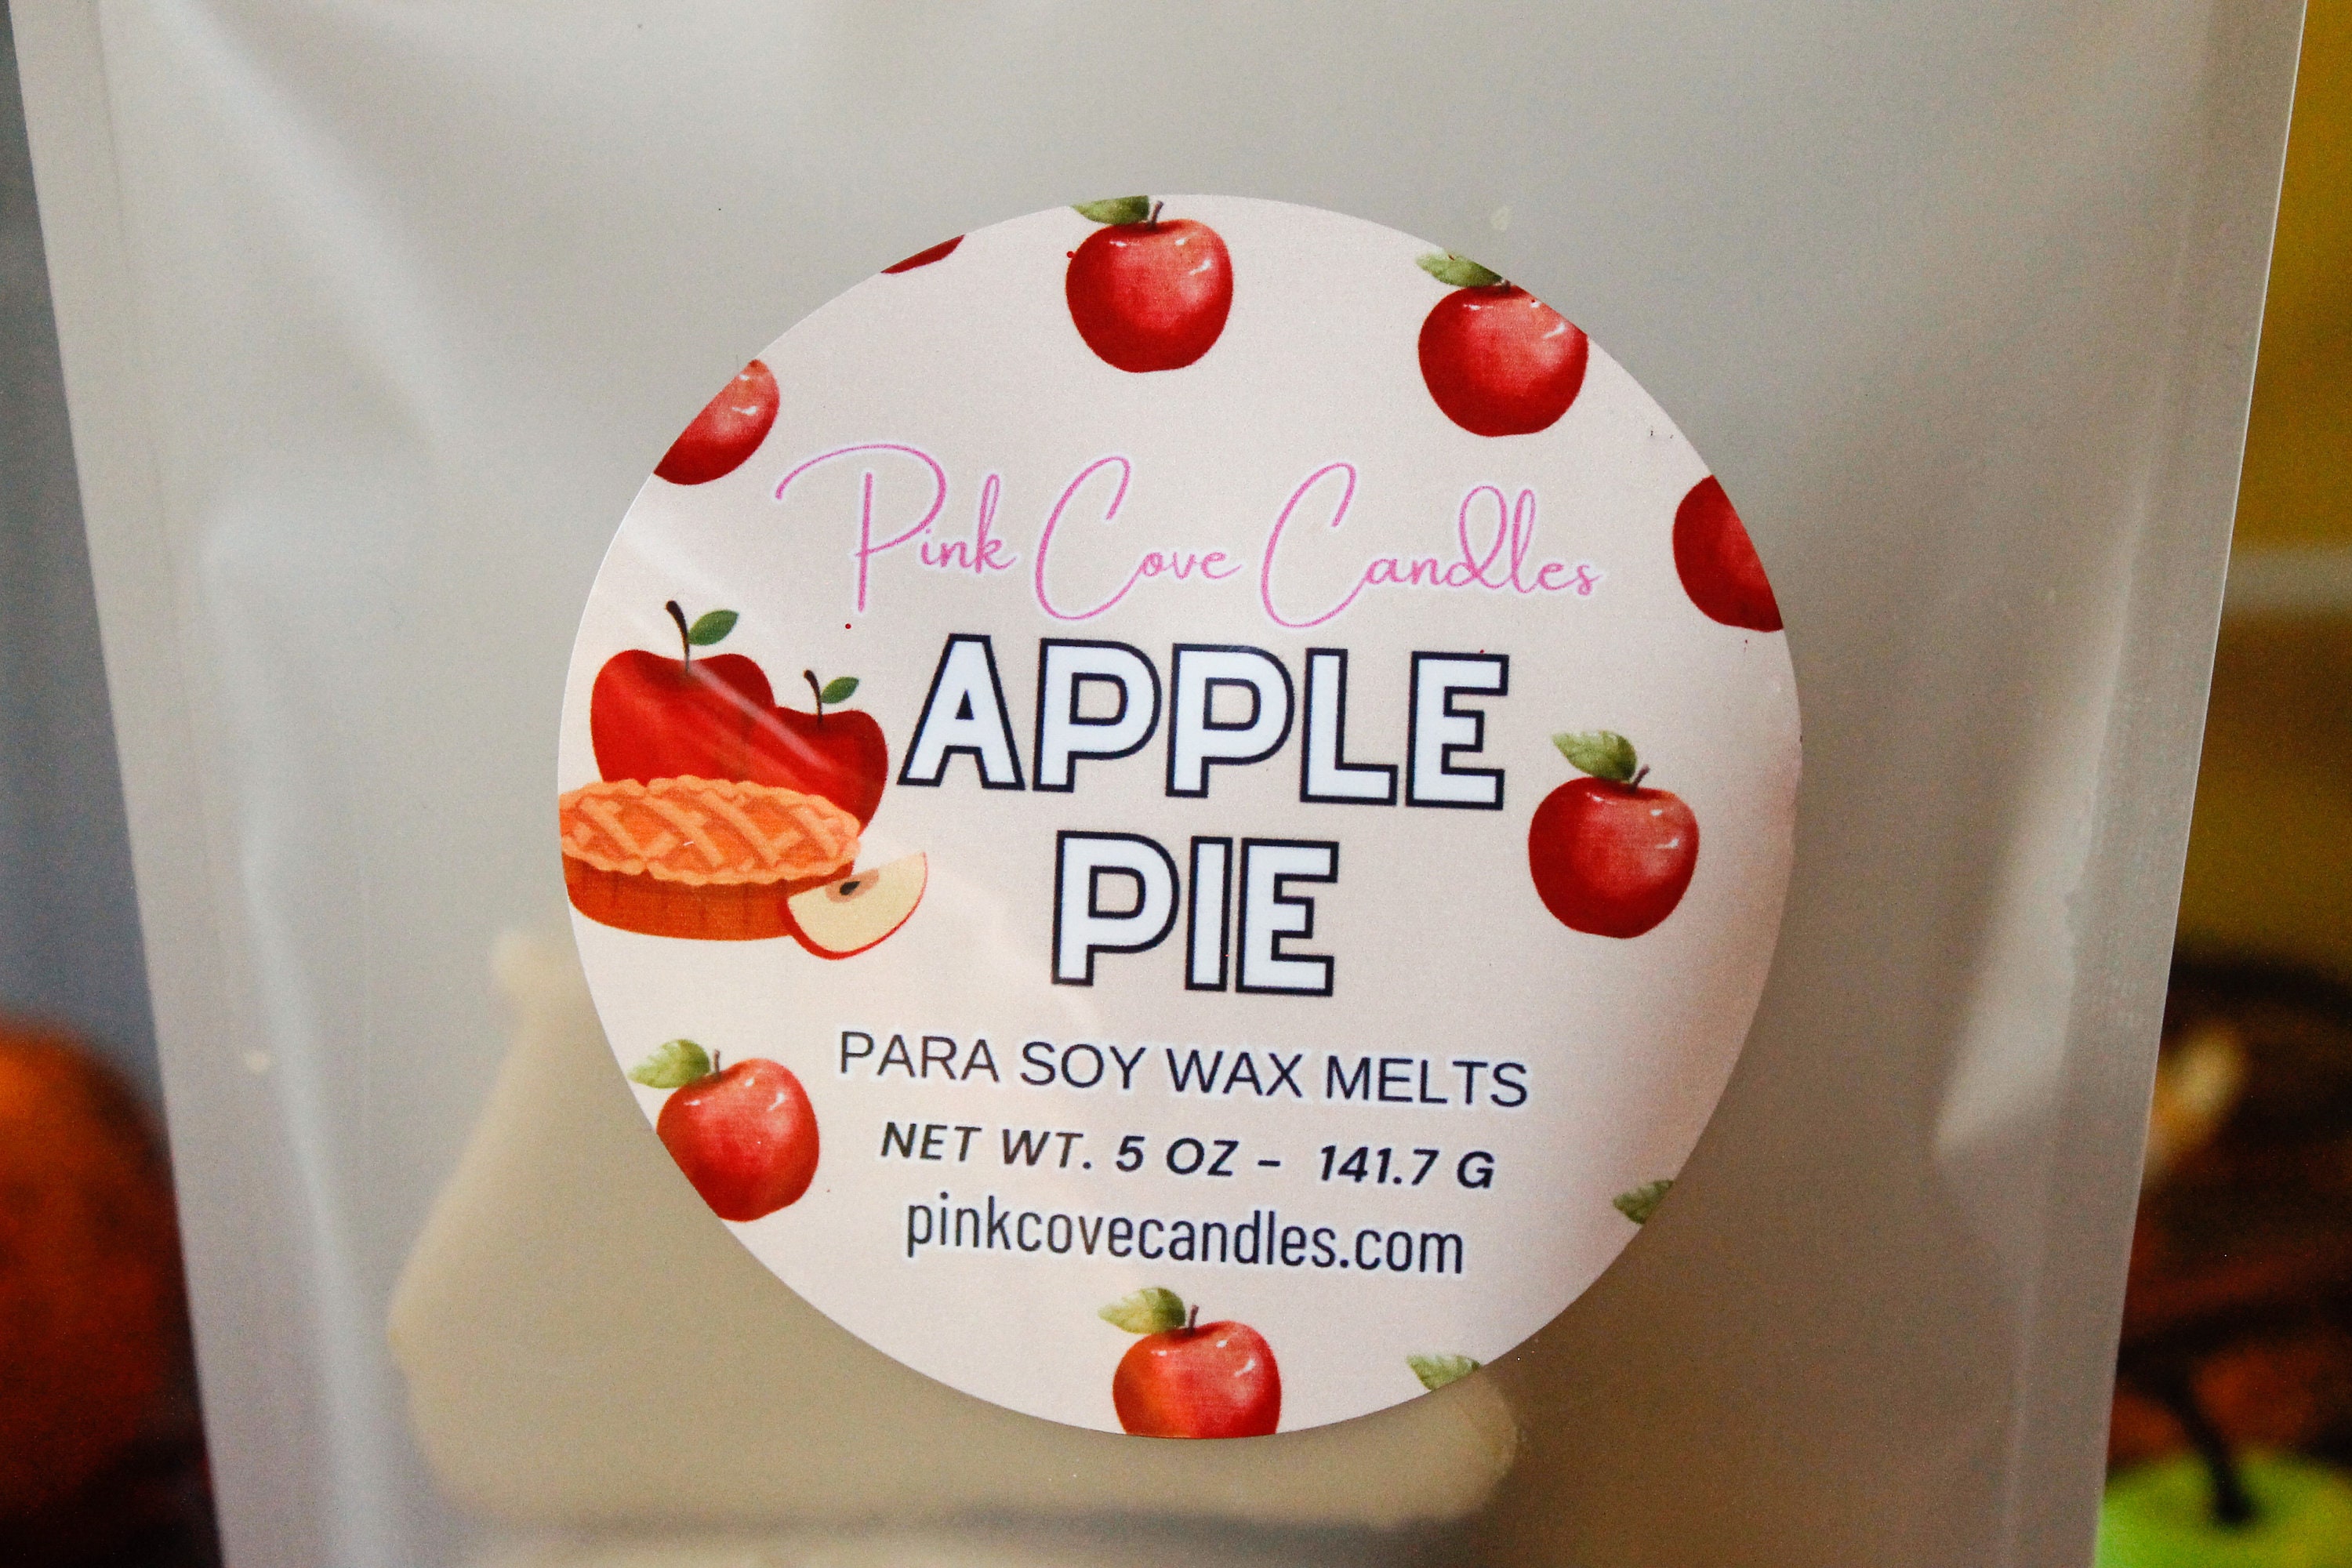 Pink Cove Candles
APPLE
PIE
PARA SOY WAX MELTS
NET WT. 5 OZ - 141.7 G
pinkcovecandles.com